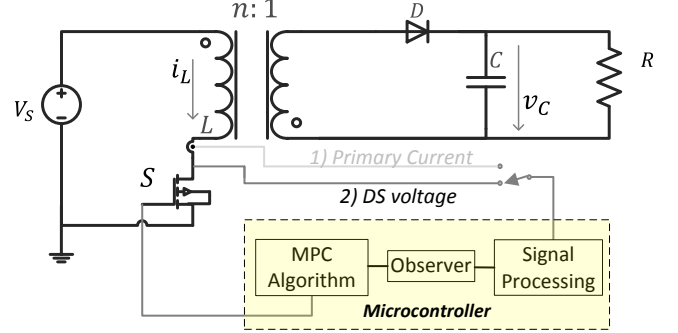 n: 1
D
i_L
L
V_S
C
v_C
R
1) Primary Current
S
2) DS voltage
MPC
Algorithm
Observer
Signal
Processing
Microcontroller